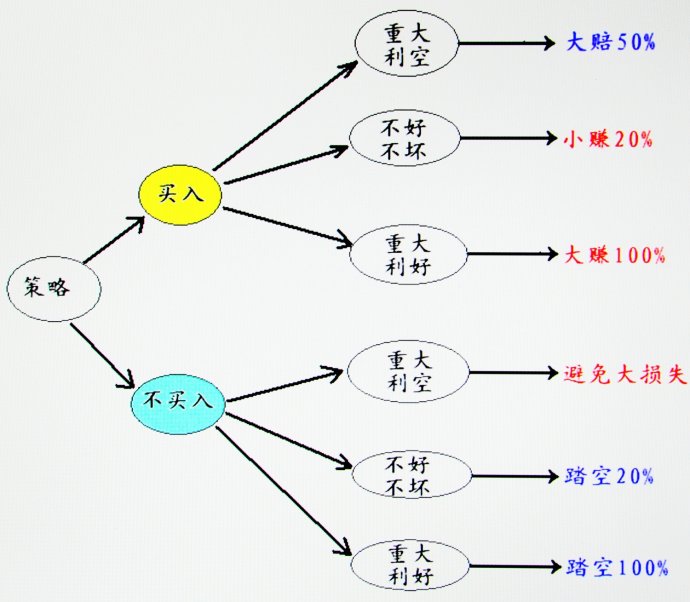 重大
利空
大赔50%
不好
不坏
小赚20%
买入
重大
利好
大赚100%
策略
重大
利空
避免大损失
不买入
不好
不坏
踏空20%
重大
利好
踏空100%